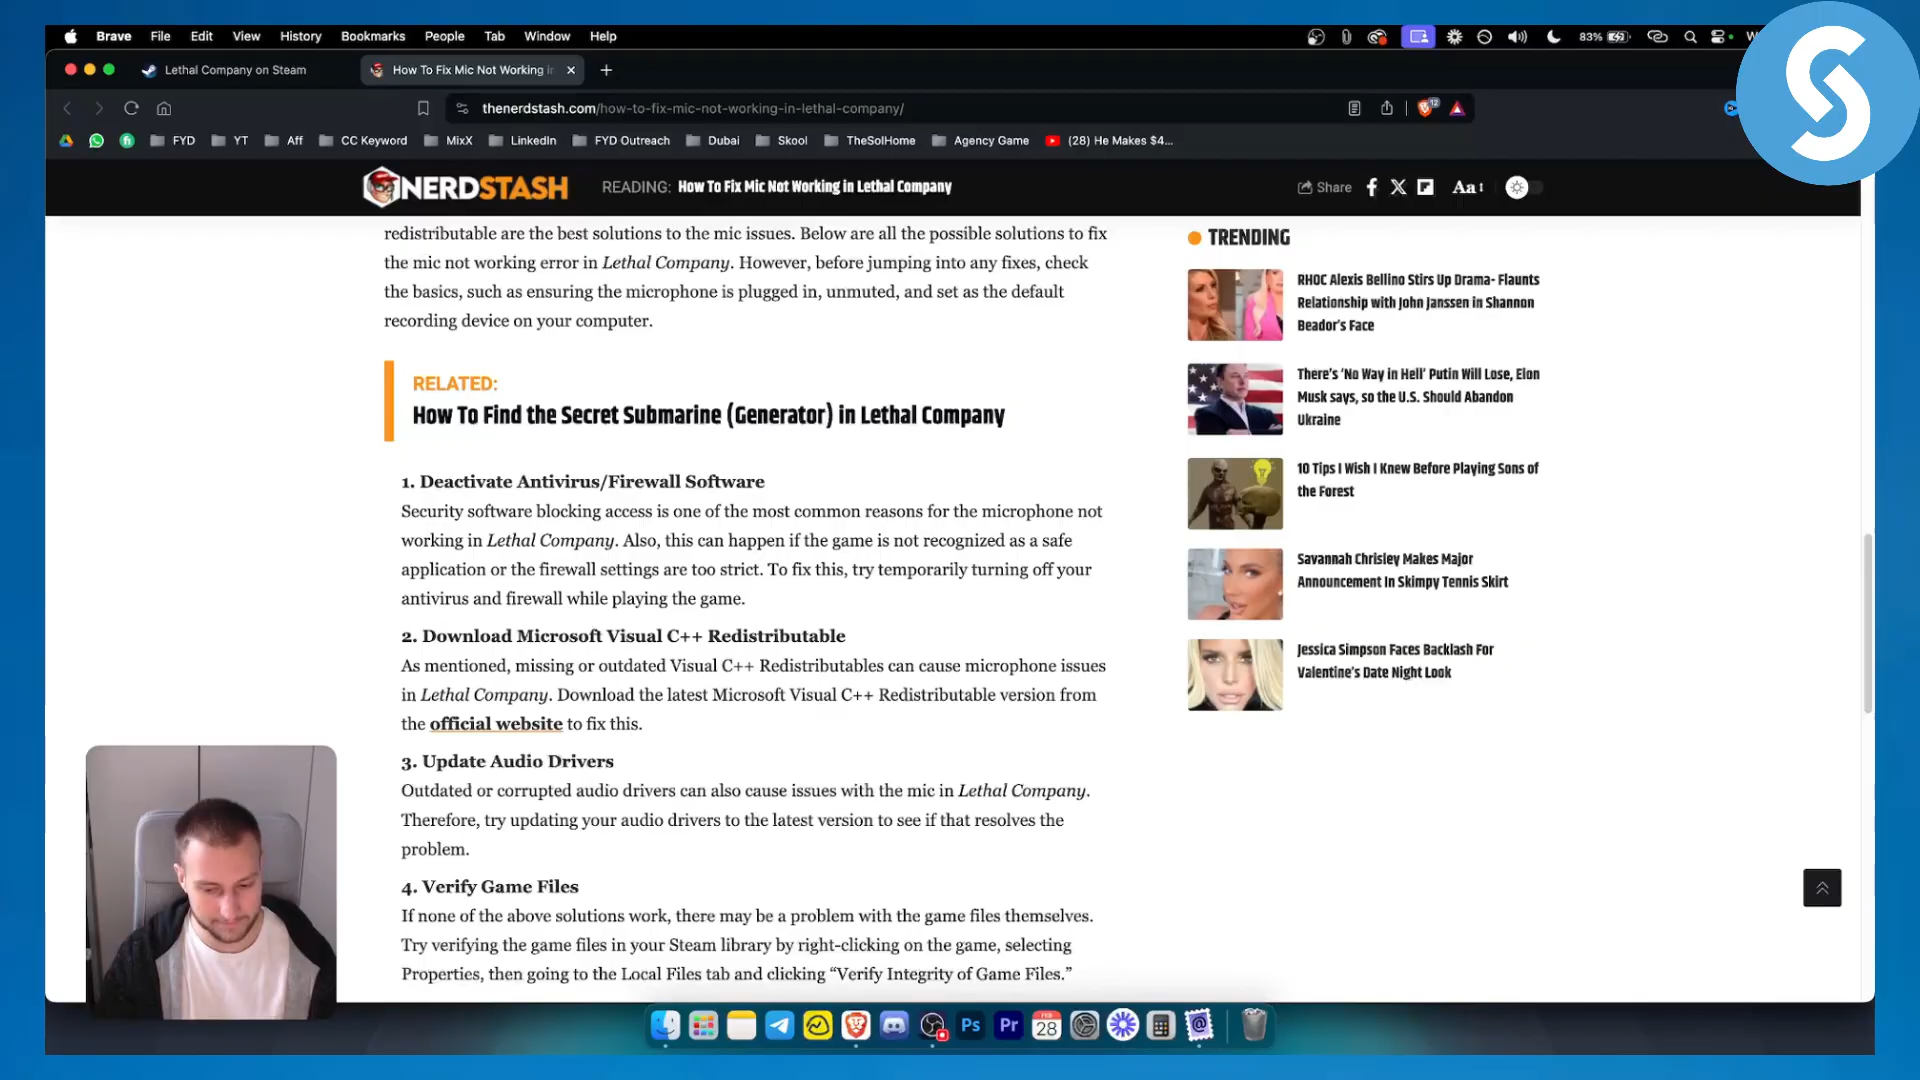 Brave File Edit View History Bookmarks People Tab Window Help 83%
Lethal Company on Steam How To Fix Mic Not Working in
thenerdstash.com/how-to-fix-mic-not-working-in-lethal-company/ 12
FYD YT Aff CC Keyword MixX LinkedIn FYD Outreach Dubai Skool TheSolHome Agency Game (28) He Makes $4...
NERDSTASH READING: How To Fix Mic Not Working in Lethal Company Share Aa
redistributable are the best solutions to the mic issues. Below are all the possible solutions to fix
the mic not working error in Lethal Company. However, before jumping into any fixes, check
the basics, such as ensuring the microphone is plugged in, unmuted, and set as the default
recording device on your computer.
RELATED:
How To Find the Secret Submarine (Generator) in Lethal Company
1. Deactivate Antivirus/Firewall Software
Security software blocking access is one of the most common reasons for the microphone not
working in Lethal Company. Also, this can happen if the game is not recognized as a safe
application or the firewall settings are too strict. To fix this, try temporarily turning off your
antivirus and firewall while playing the game.
2. Download Microsoft Visual C++ Redistributable
As mentioned, missing or outdated Visual C++ Redistributables can cause microphone issues
in Lethal Company. Download the latest Microsoft Visual C++ Redistributable version from
the official website to fix this.
3. Update Audio Drivers
Outdated or corrupted audio drivers can also cause issues with the mic in Lethal Company.
Therefore, try updating your audio drivers to the latest version to see if that resolves the
problem.
4. Verify Game Files
If none of the above solutions work, there may be a problem with the game files themselves.
Try verifying the game files in your Steam library by right-clicking on the game, selecting
Properties, then going to the Local Files tab and clicking “Verify Integrity of Game Files.”
TRENDING
RHOC Alexis Bellino Stirs Up Drama- Flaunts
Relationship with John Janssen in Shannon
Beador’s Face
There’s ‘No Way in Hell’ Putin Will Lose, Elon
Musk says, so the U.S. Should Abandon
Ukraine
10 Tips I Wish I Knew Before Playing Sons of
the Forest
Savannah Chrisley Makes Major
Announcement In Skimpy Tennis Skirt
Jessica Simpson Faces Backlash For
Valentine’s Date Night Look
Ps Pr FEB 28 @